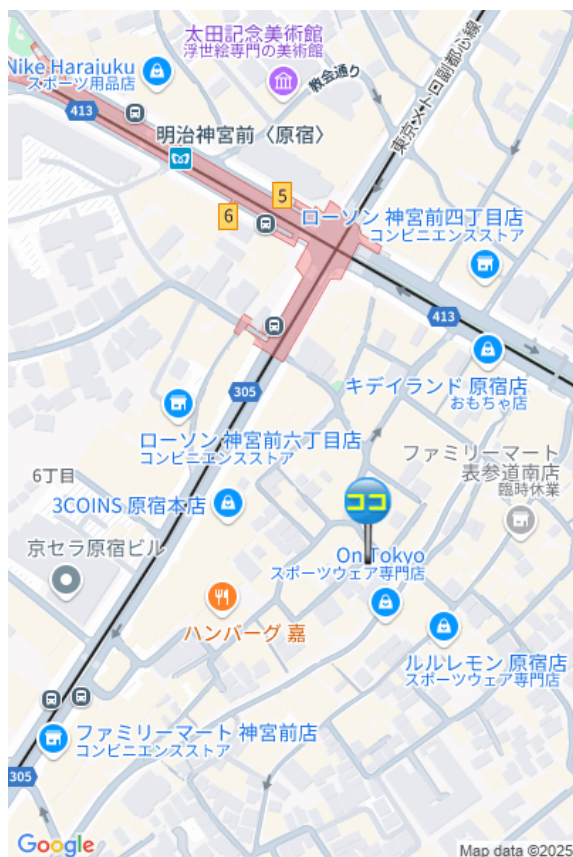 太田記念美術館
浮世絵専門の美術館
Nike Harajuku
スポーツ用品店
教会通り
東京メトロ副都心線
413
明治神宮前〈原宿〉
5
6
ローソン 神宮前四丁目店
コンビニエンスストア
413
305
キデイランド 原宿店
おもちゃ店
ローソン 神宮前六丁目店
コンビニエンスストア
ファミリーマート
表参道南店
臨時休業
6丁目
3COINS 原宿本店
ココ
京セラ原宿ビル
On Tokyo
スポーツウェア専門店
ハンバーグ 嘉
ルルレモン 原宿店
スポーツウェア専門店
ファミリーマート 神宮前店
コンビニエンスストア
305
Google
Map data ©2025